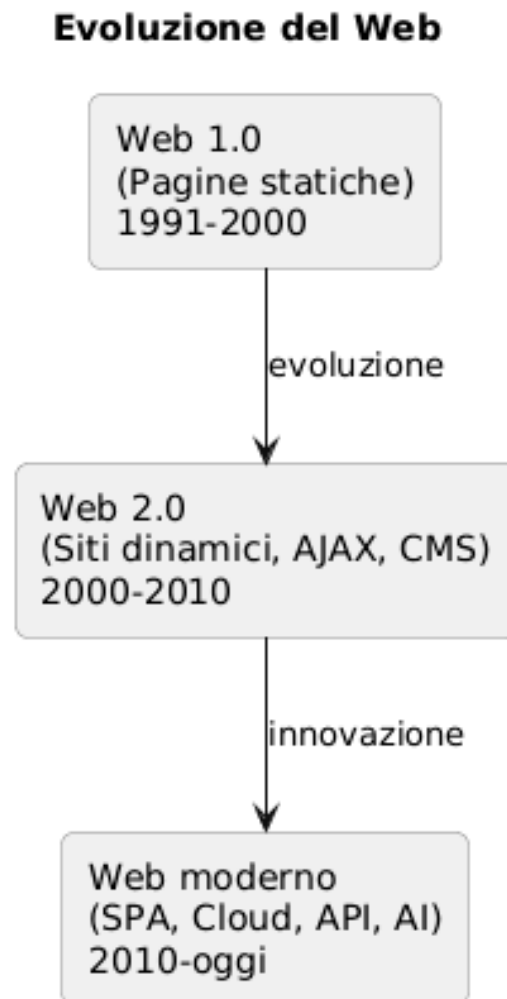 Evoluzione del Web
Web 1.0
(Pagine statiche)
1991-2000
evoluzione
Web 2.0
(Siti dinamici, AJAX, CMS)
2000-2010
innovazione
Web moderno
(SPA, Cloud, API, AI)
2010-oggi